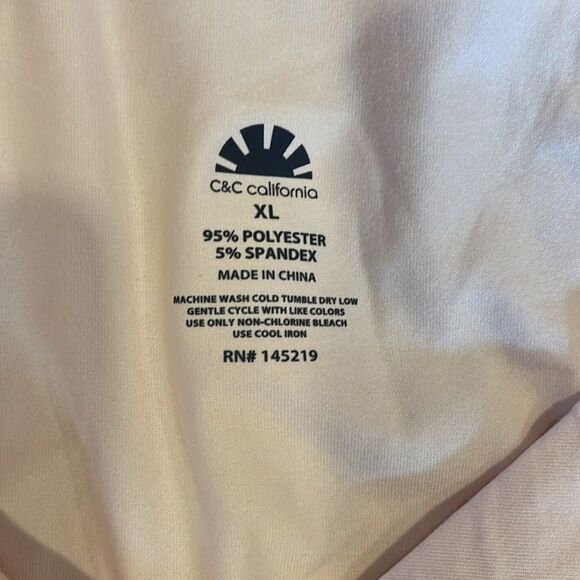 C&C california
XL
95% POLYESTER
5% SPANDEX
MADE IN CHINA
MACHINE WASH COLD TUMBLE DRY LOW
GENTLE CYCLE WITH LIKE COLORS
USE ONLY NON-CHLORINE BLEACH
USE COOL IRON
RN# 145219